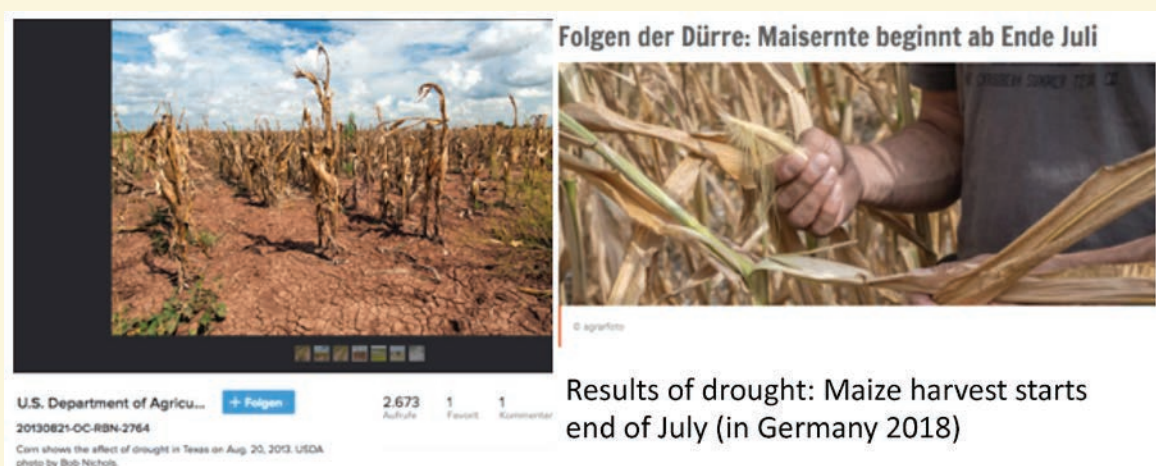 Folgen der Dürre: Maisernte beginnt ab Ende Juli
© agrarfoto
Results of drought: Maize harvest starts
end of July (in Germany 2018)
U.S. Department of Agricu...
+ Folgen
2.673
Aufrufe
1
Favorit
1
Kommentar
20130821-OC-RBN-2764
Corn shows the affect of drought in Texas on Aug. 20, 2013. USDA
photo by Bob Nichols.